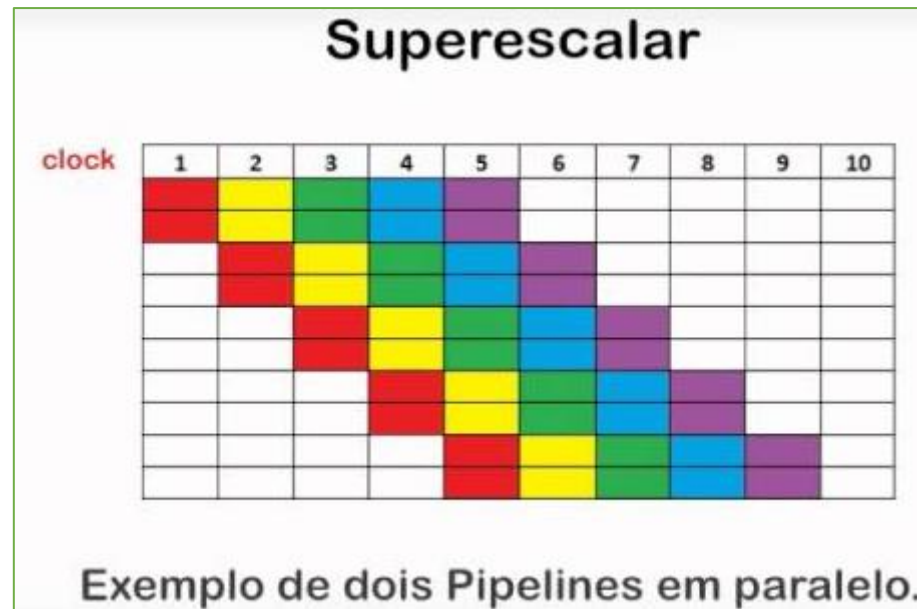 Superescalar
clock 1 2 3 4 5 6 7 8 9 10
Exemplo de dois Pipelines em paralelo.